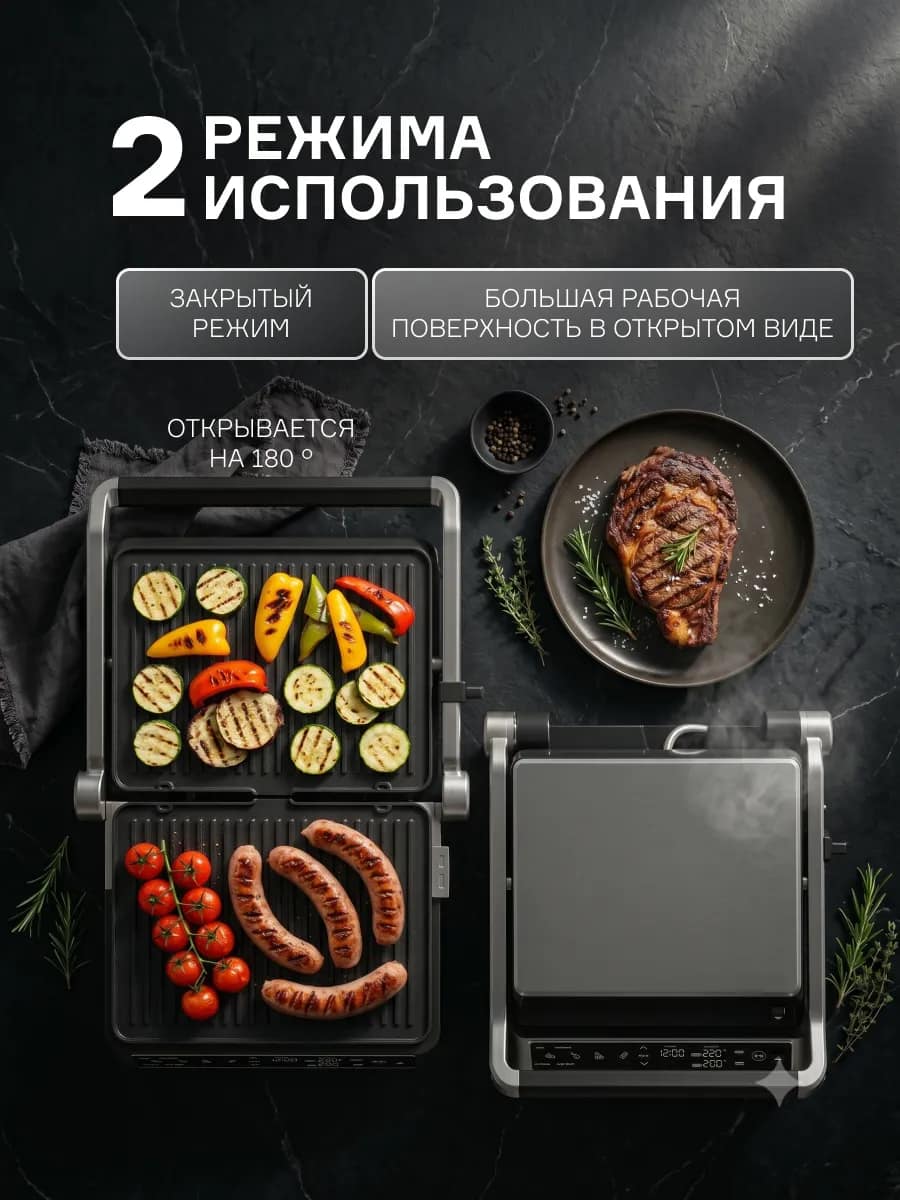 2 РЕЖИМА
ИСПОЛЬЗОВАНИЯ
ЗАКРЫТЫЙ
РЕЖИМ
БОЛЬШАЯ РАБОЧАЯ
ПОВЕРХНОСТЬ В ОТКРЫТОМ ВИДЕ
ОТКРЫВАЕТСЯ
НА 180 °
12:00
220°
200°